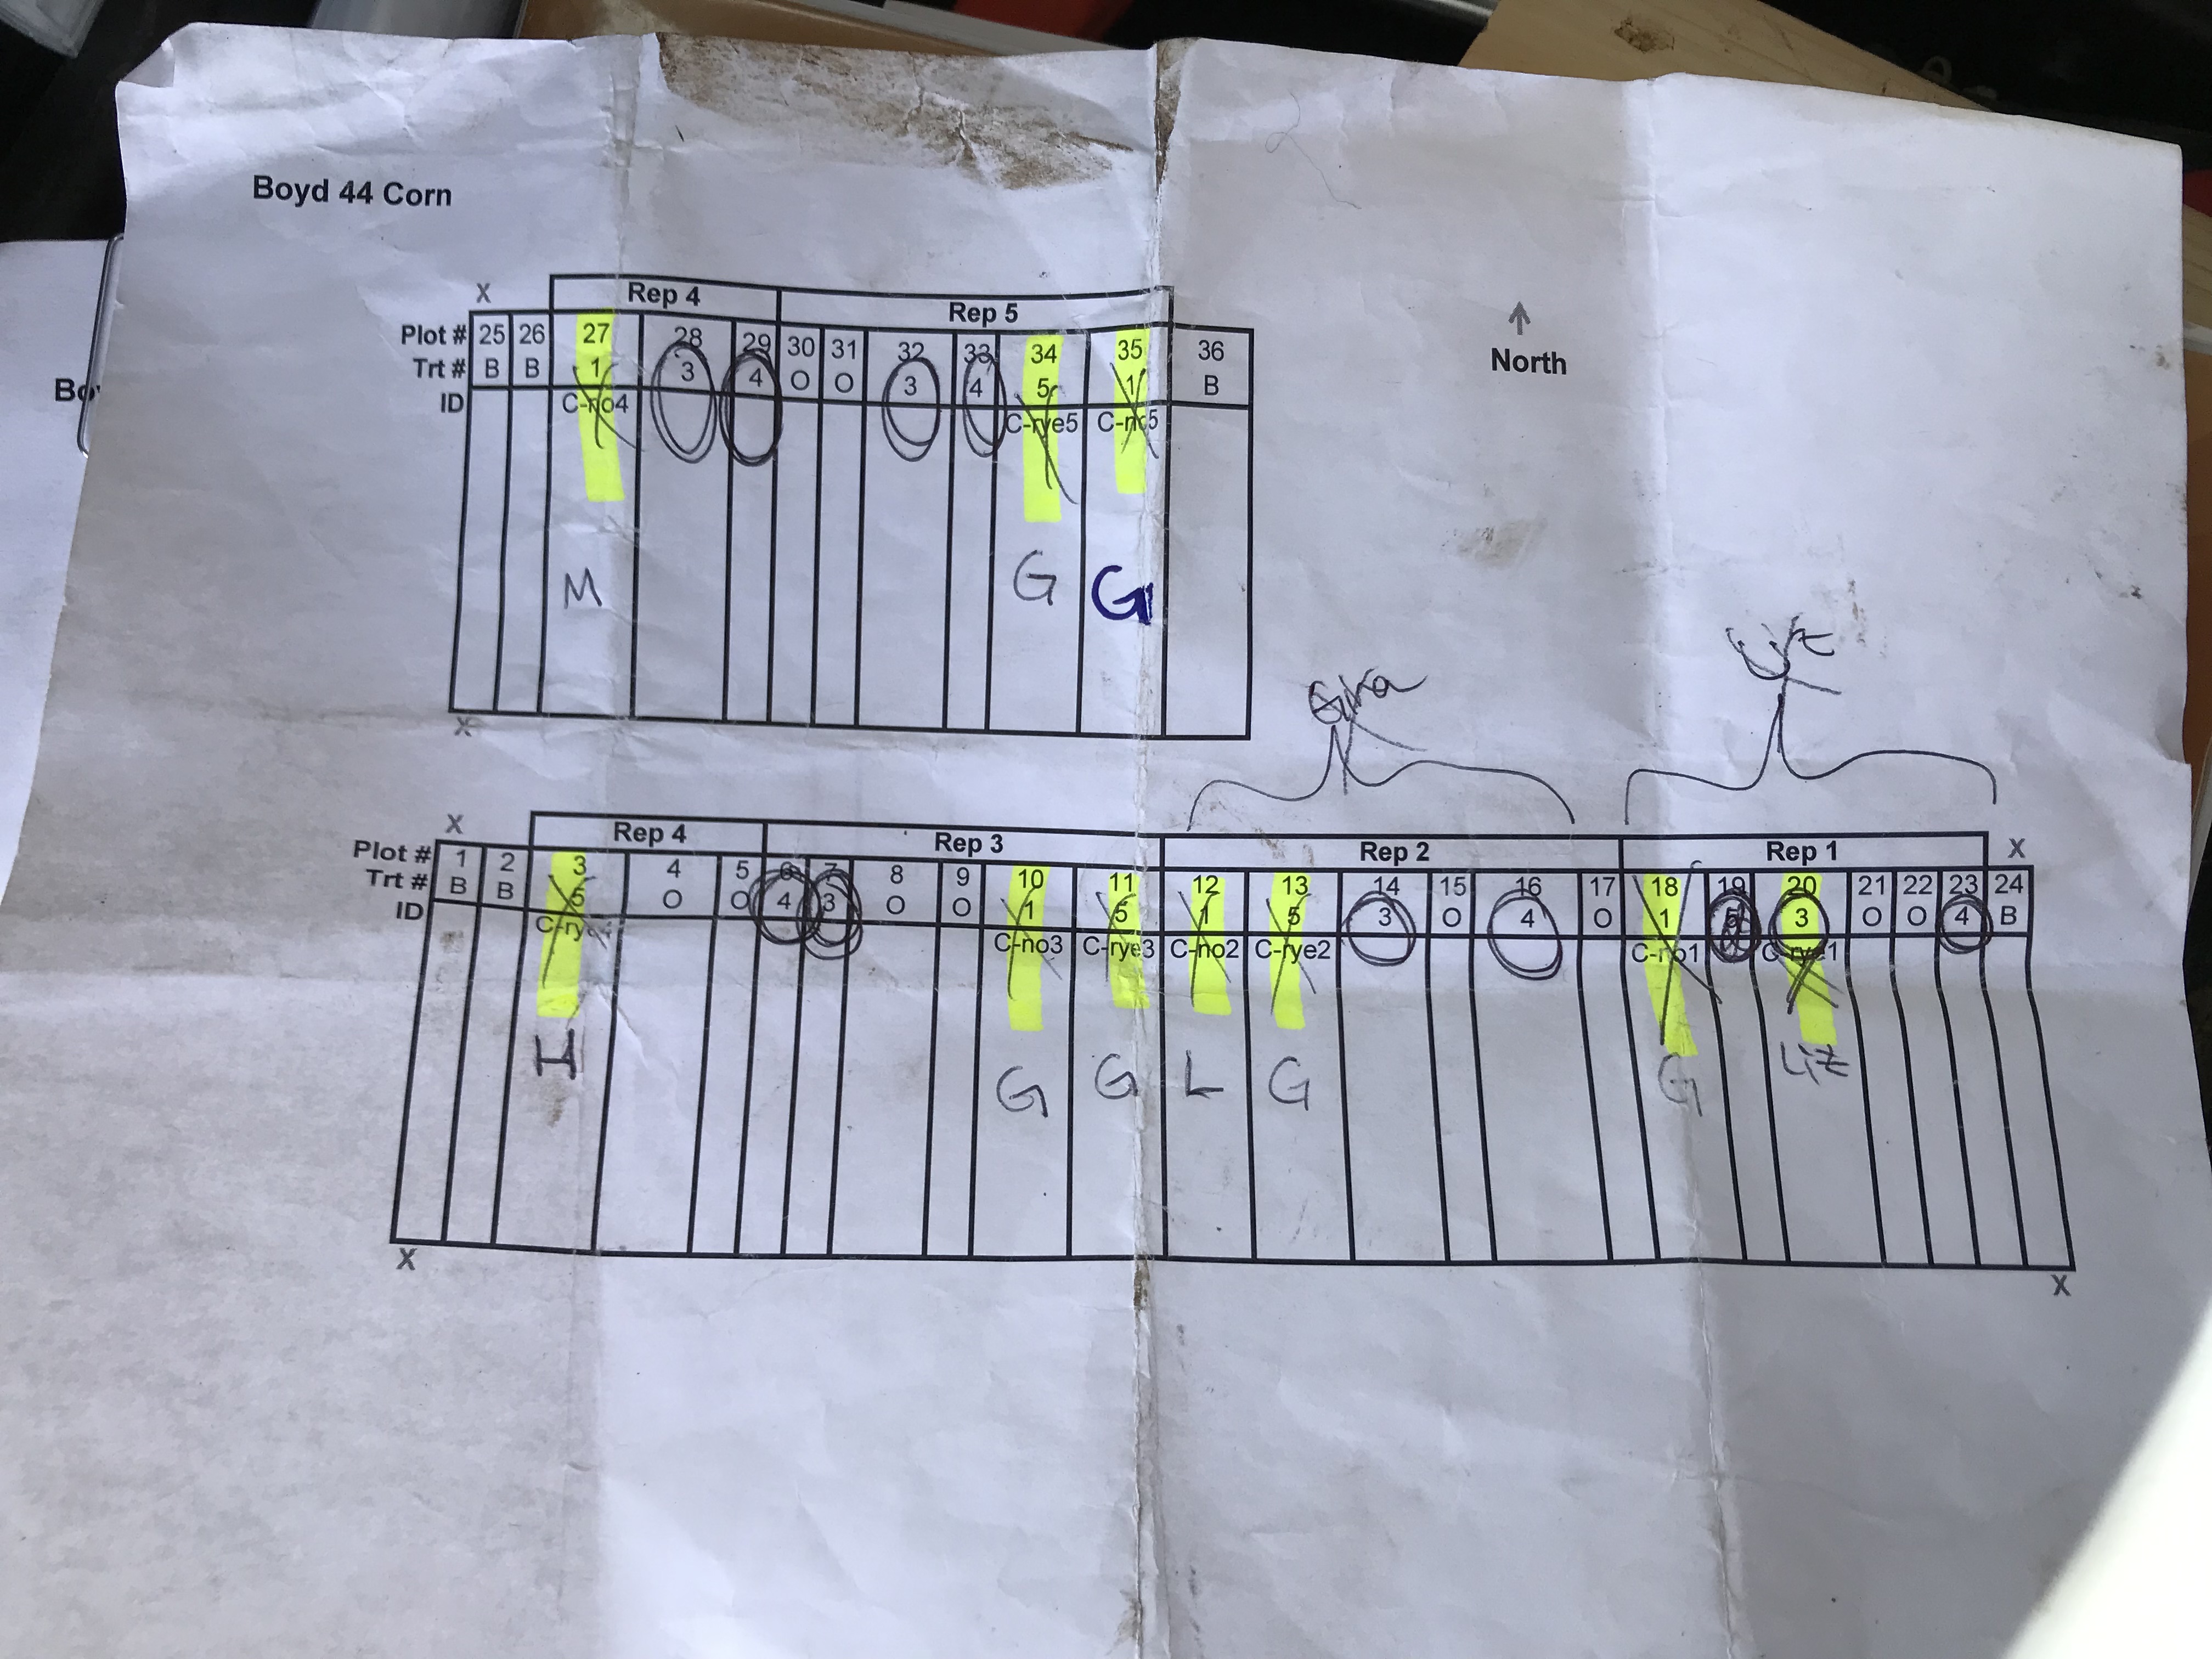 Boyd 44 Corn
X
Rep 4 Rep 5
Plot # 25 26 27 28 29 30 31 32 33 34 35 36
Trt # B B 1 3 4 O O 3 4 5 1 B
ID C-no4 C-rye5 C-no5
North
M G G
X
Gina Liz
X Rep 4 Rep 3 Rep 2 Rep 1 X
Plot # 1 2 3 4 5 6 7 8 9 10 11 12 13 14 15 16 17 18 19 20 21 22 23 24
Trt # B B 5 O O 4 3 O O 1 5 1 5 3 O 4 O 1 5 3 O O 4 B
ID C-no3 C-rye3 C-no2 C-rye2 C-no1 C-rye1
H G G L G G Liz
X X